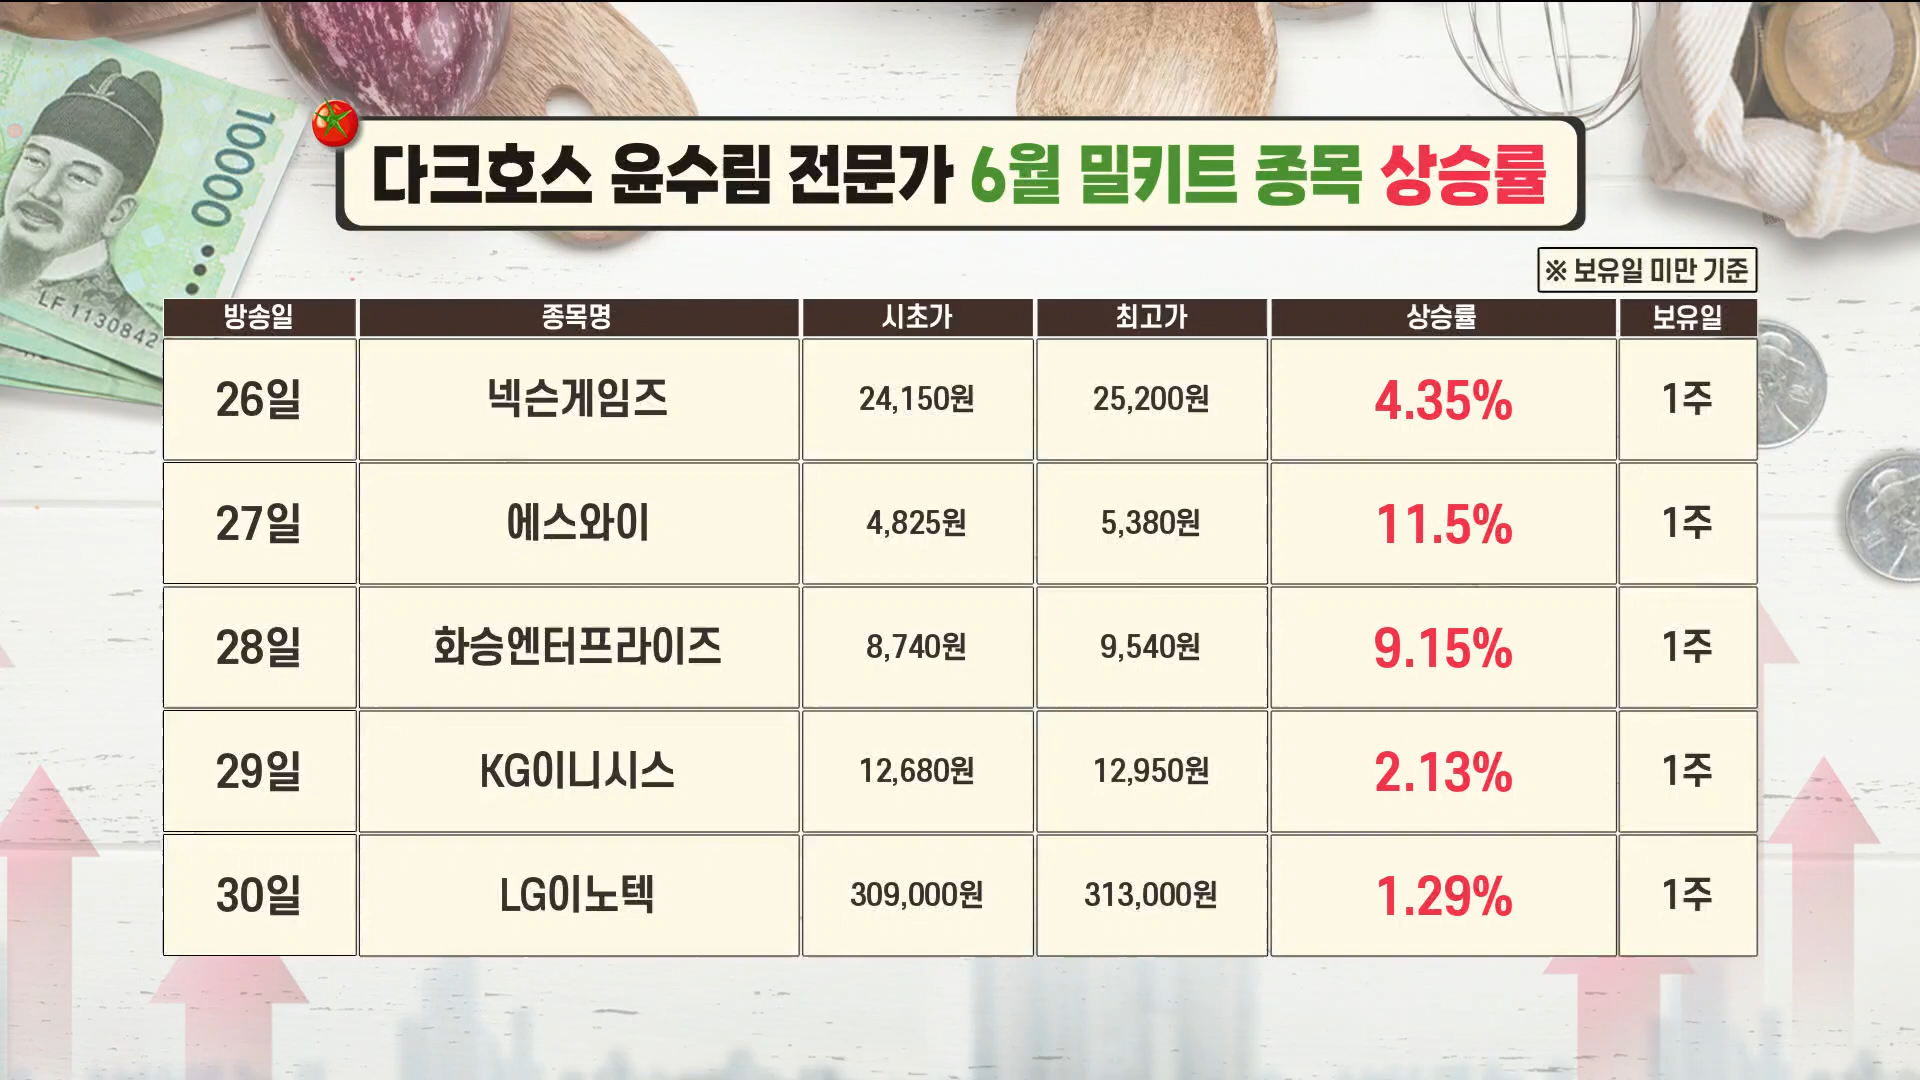 다크호스 윤수림 전문가 6월 밀키트 종목 상승률
※ 보유일 미만 기준
방송일 종목명 시초가 최고가 상승률 보유일
26일 넥슨게임즈 24,150원 25,200원 4.35% 1주
27일 에스와이 4,825원 5,380원 11.5% 1주
28일 화승엔터프라이즈 8,740원 9,540원 9.15% 1주
29일 KG이니시스 12,680원 12,950원 2.13% 1주
30일 LG이노텍 309,000원 313,000원 1.29% 1주
10000
LF 1130842